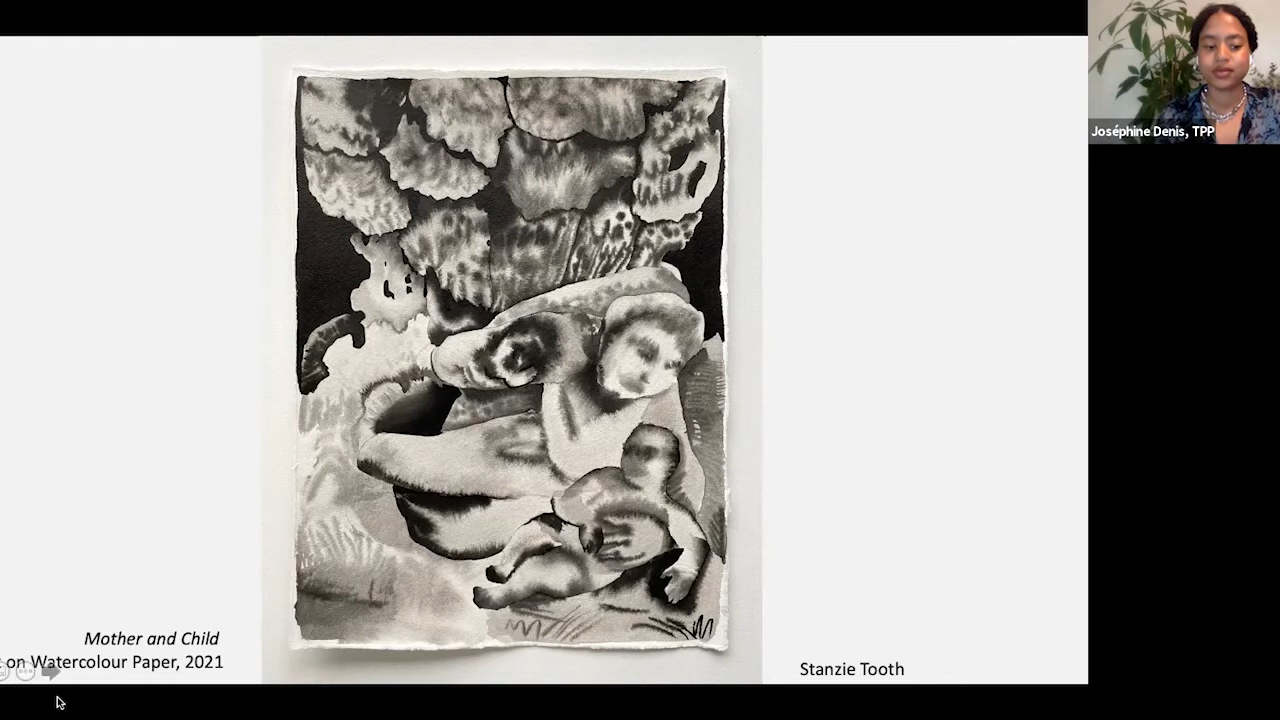 Joséphine Denis, TPP
Mother and Child
on Watercolour Paper, 2021
Stanzie Tooth